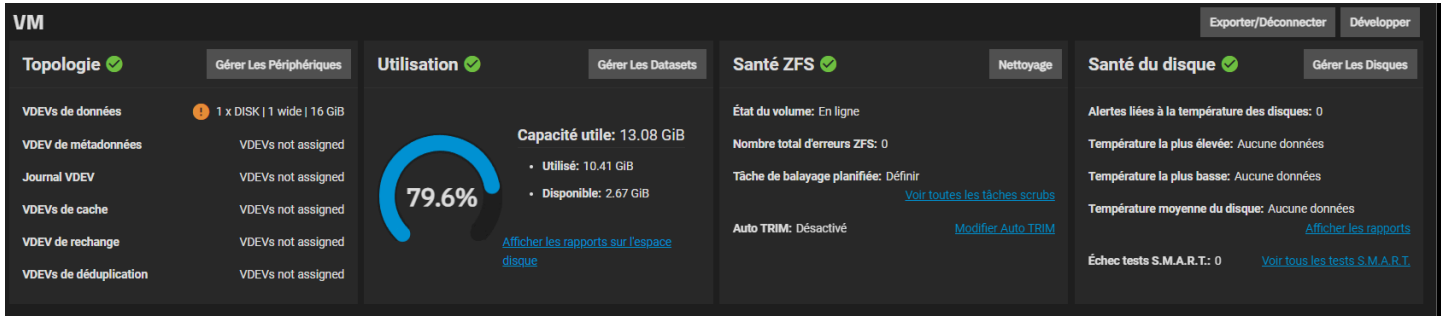 VM
Exporter/Déconnecter
Développer
Topologie
Gérer Les Périphériques
VDEVs de données
! 1 x DISK | 1 wide | 16 GiB
VDEV de métadonnées
VDEVs not assigned
Journal VDEV
VDEVs not assigned
VDEVs de cache
VDEVs not assigned
VDEV de rechange
VDEVs not assigned
VDEVs de déduplication
VDEVs not assigned
Utilisation
Gérer Les Datasets
79.6%
Capacité utile: 13.08 GiB
• Utilisé: 10.41 GiB
• Disponible: 2.67 GiB
Afficher les rapports sur l'espace
disque
Santé ZFS
Nettoyage
État du volume: En ligne
Nombre total d'erreurs ZFS: 0
Tâche de balayage planifiée: Définir
Voir toutes les tâches scrubs
Auto TRIM: Désactivé
Modifier Auto TRIM
Santé du disque
Gérer Les Disques
Alertes liées à la température des disques: 0
Température la plus élevée: Aucune données
Température la plus basse: Aucune données
Température moyenne du disque: Aucune données
Afficher les rapports
Échec tests S.M.A.R.T.: 0
Voir tous les tests S.M.A.R.T.